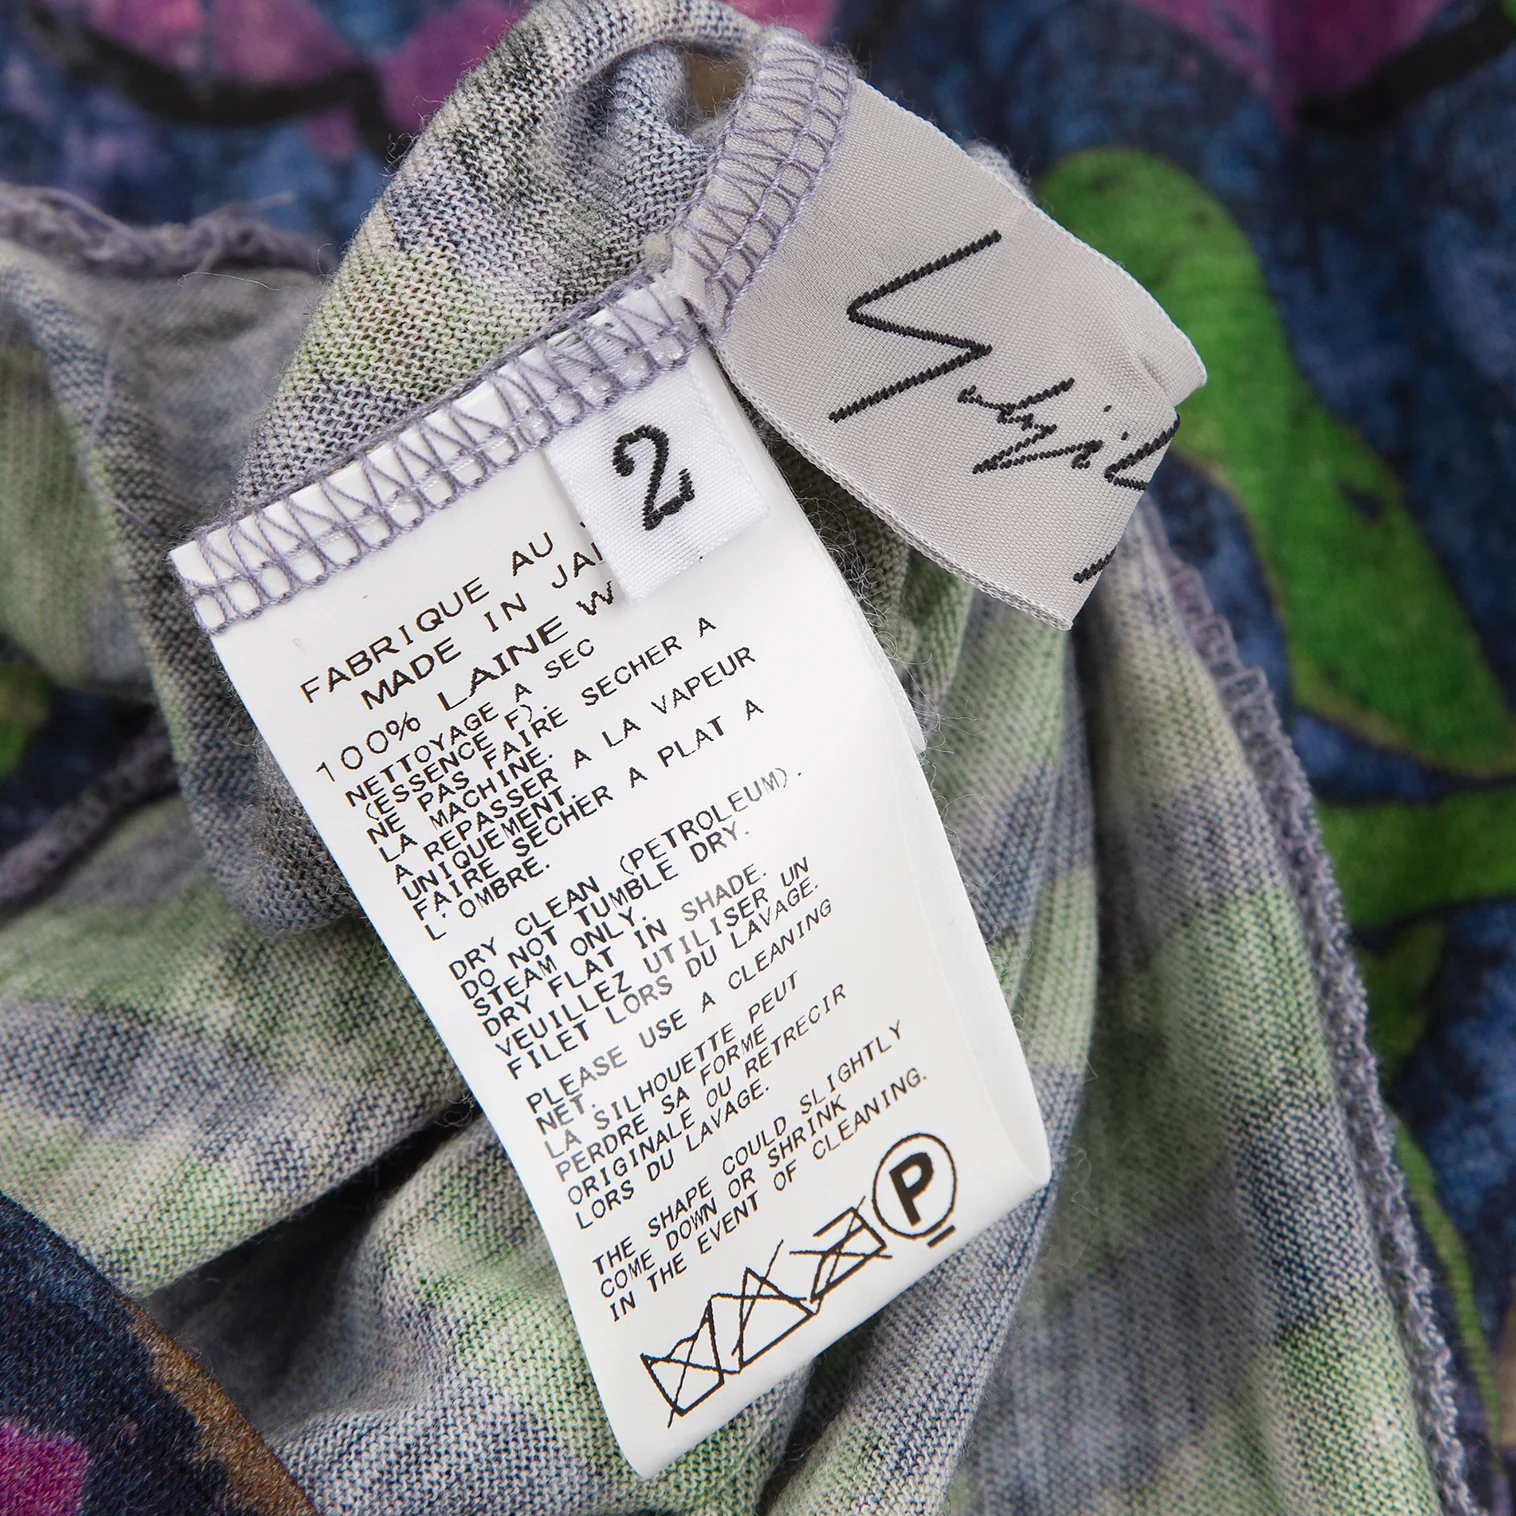 2
FABRIQUE AU
MADE IN JA
100% LAINE W
NETTOYAGE A SEC
(ESSENCE F).
NE PAS FAIRE SECHER A
LA MACHINE.
A REPASSER A LA VAPEUR
UNIQUEMENT.
FAIRE SECHER A PLAT A
L'OMBRE.
DRY CLEAN (PETROLEUM).
DO NOT TUMBLE DRY.
STEAM ONLY.
DRY FLAT IN SHADE.
VEUILLEZ UTILISER UN
FILET LORS DU LAVAGE.
PLEASE USE A CLEANING
NET.
LA SILHOUETTE PEUT
PERDRE SA FORME
ORIGINALE OU RETRECIR
LORS DU LAVAGE.
THE SHAPE COULD SLIGHTLY
COME DOWN OR SHRINK
IN THE EVENT OF CLEANING.
P